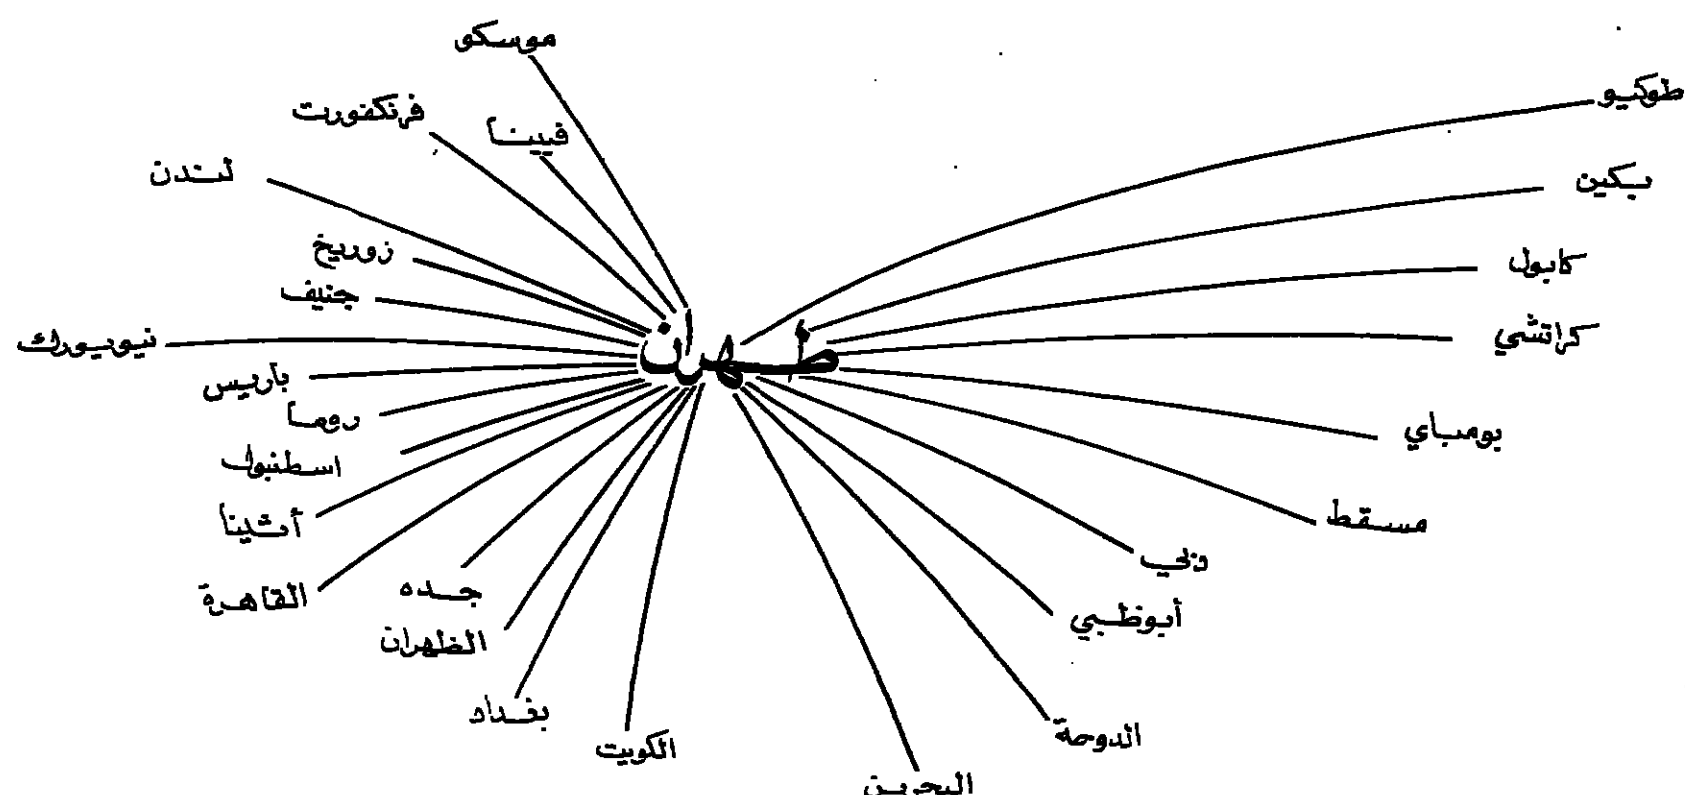 موسكو
طوكيو
فرنكفورت
فيينا
لندن
بكين
زوريخ
كابول
جنيف
نيويورك
طهران
كراتشي
باريس
روما
بومباي
اسطنبول
أثينا
مسقط
دبي
القاهرة
جده
أبوظبي
الظهران
بغداد
الكويت
الدوحة
البحرين